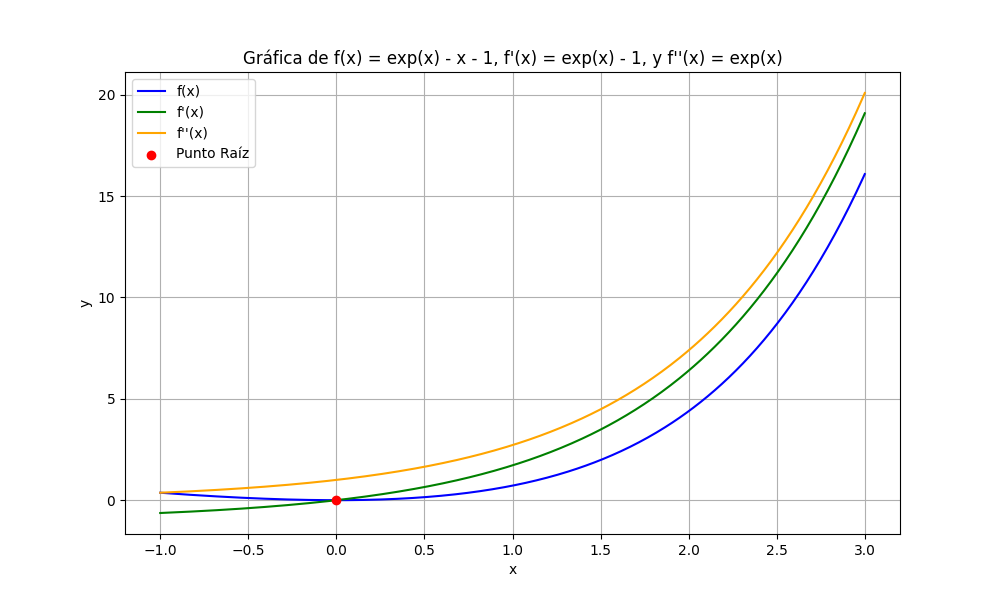 Gráfica de f(x) = exp(x) - x - 1, f'(x) = exp(x) - 1, y f''(x) = exp(x)
f(x)
f'(x)
f''(x)
Punto Raíz
20
15
10
5
0
y
−1.0 −0.5 0.0 0.5 1.0 1.5 2.0 2.5 3.0
x